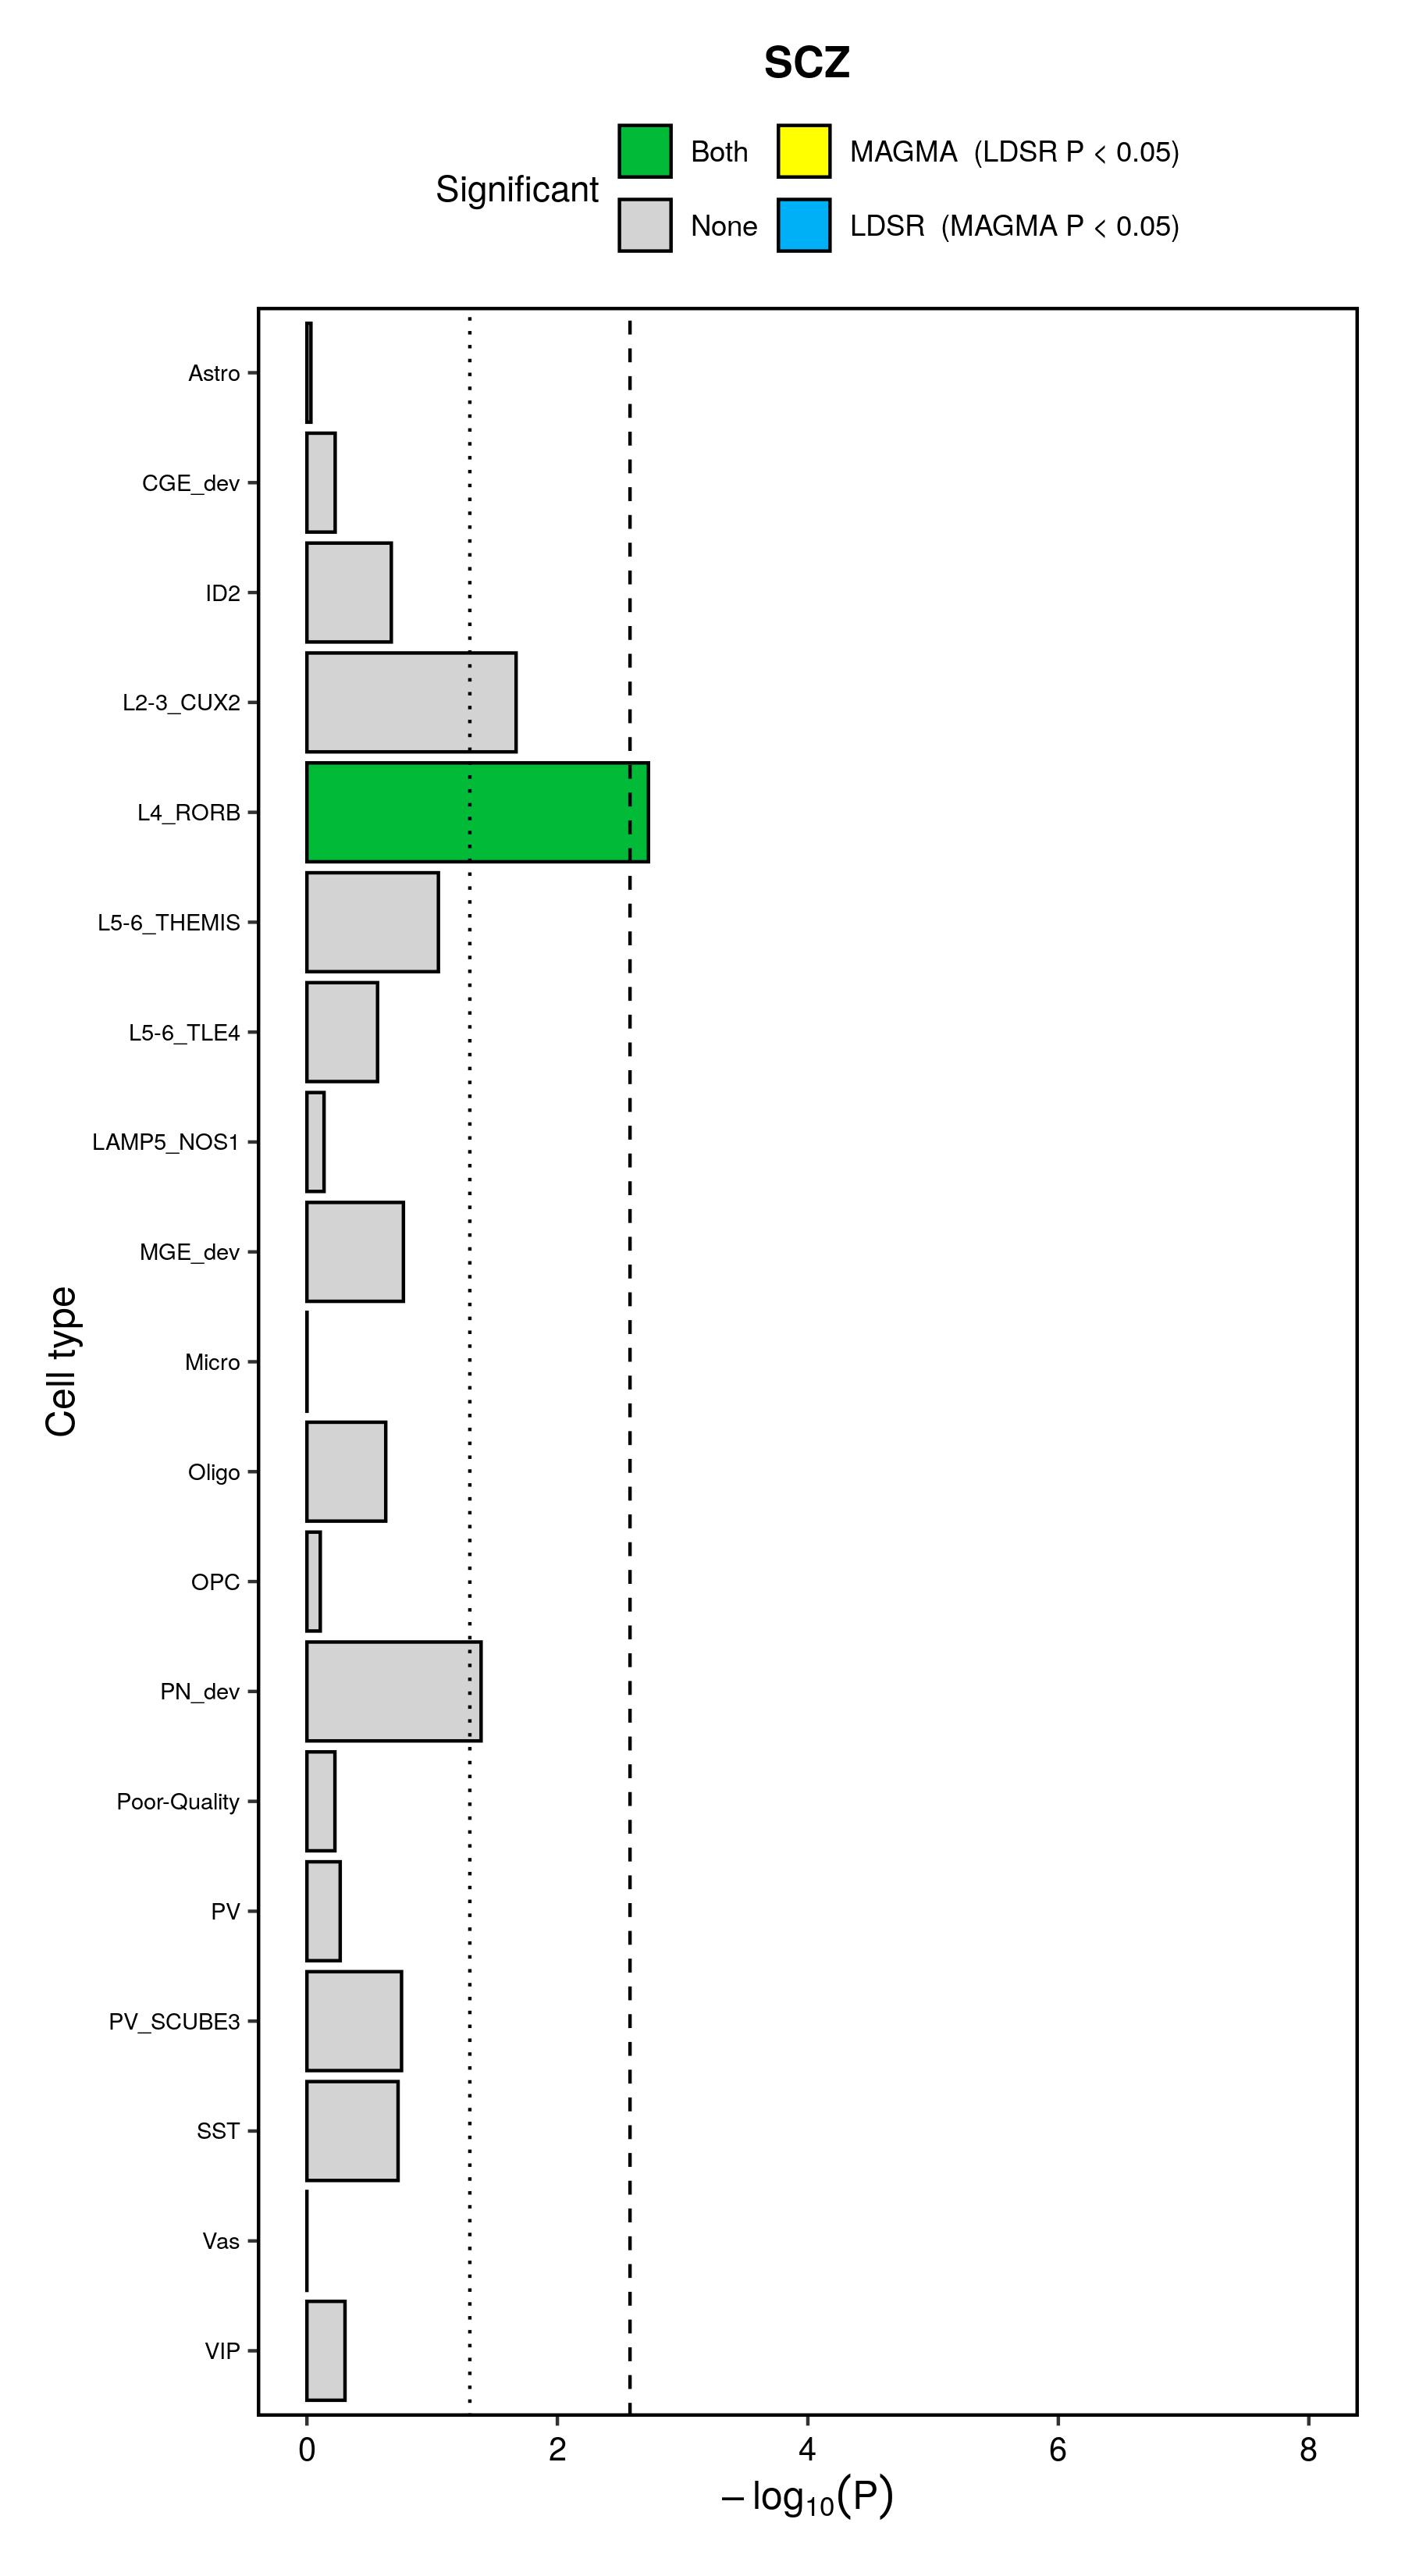 SCZ
Significant
Both
MAGMA  (LDSR P < 0.05)
None
LDSR  (MAGMA P < 0.05)
Cell type
Astro
CGE_dev
ID2
L2-3_CUX2
L4_RORB
L5-6_THEMIS
L5-6_TLE4
LAMP5_NOS1
MGE_dev
Micro
Oligo
OPC
PN_dev
Poor-Quality
PV
PV_SCUBE3
SST
Vas
VIP
0 2 4 6 8
− log₁₀(P)